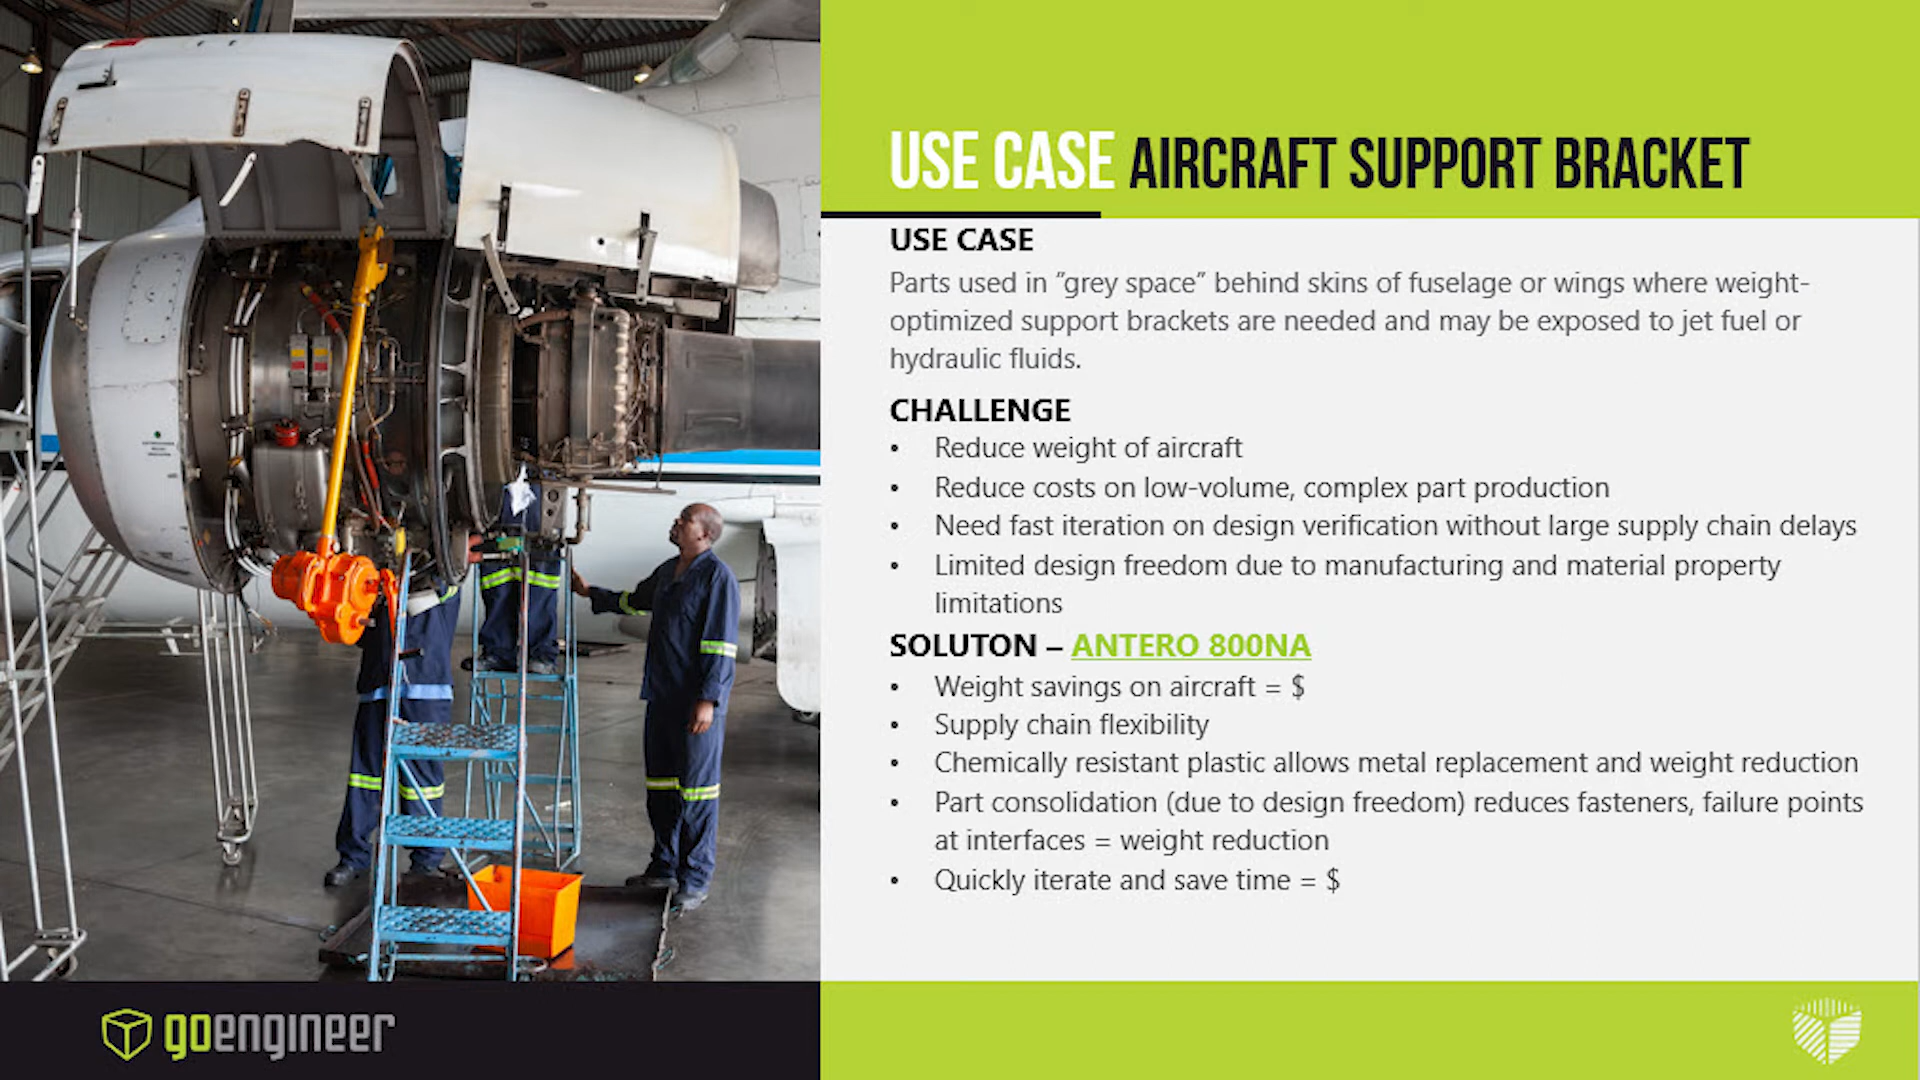 USE CASE AIRCRAFT SUPPORT BRACKET
USE CASE
Parts used in "grey space" behind skins of fuselage or wings where weight-
optimized support brackets are needed and may be exposed to jet fuel or
hydraulic fluids.
CHALLENGE
• Reduce weight of aircraft
• Reduce costs on low-volume, complex part production
• Need fast iteration on design verification without large supply chain delays
• Limited design freedom due to manufacturing and material property
limitations
SOLUTON – ANTERO 800NA
• Weight savings on aircraft = $
• Supply chain flexibility
• Chemically resistant plastic allows metal replacement and weight reduction
• Part consolidation (due to design freedom) reduces fasteners, failure points
at interfaces = weight reduction
• Quickly iterate and save time = $
goengineer